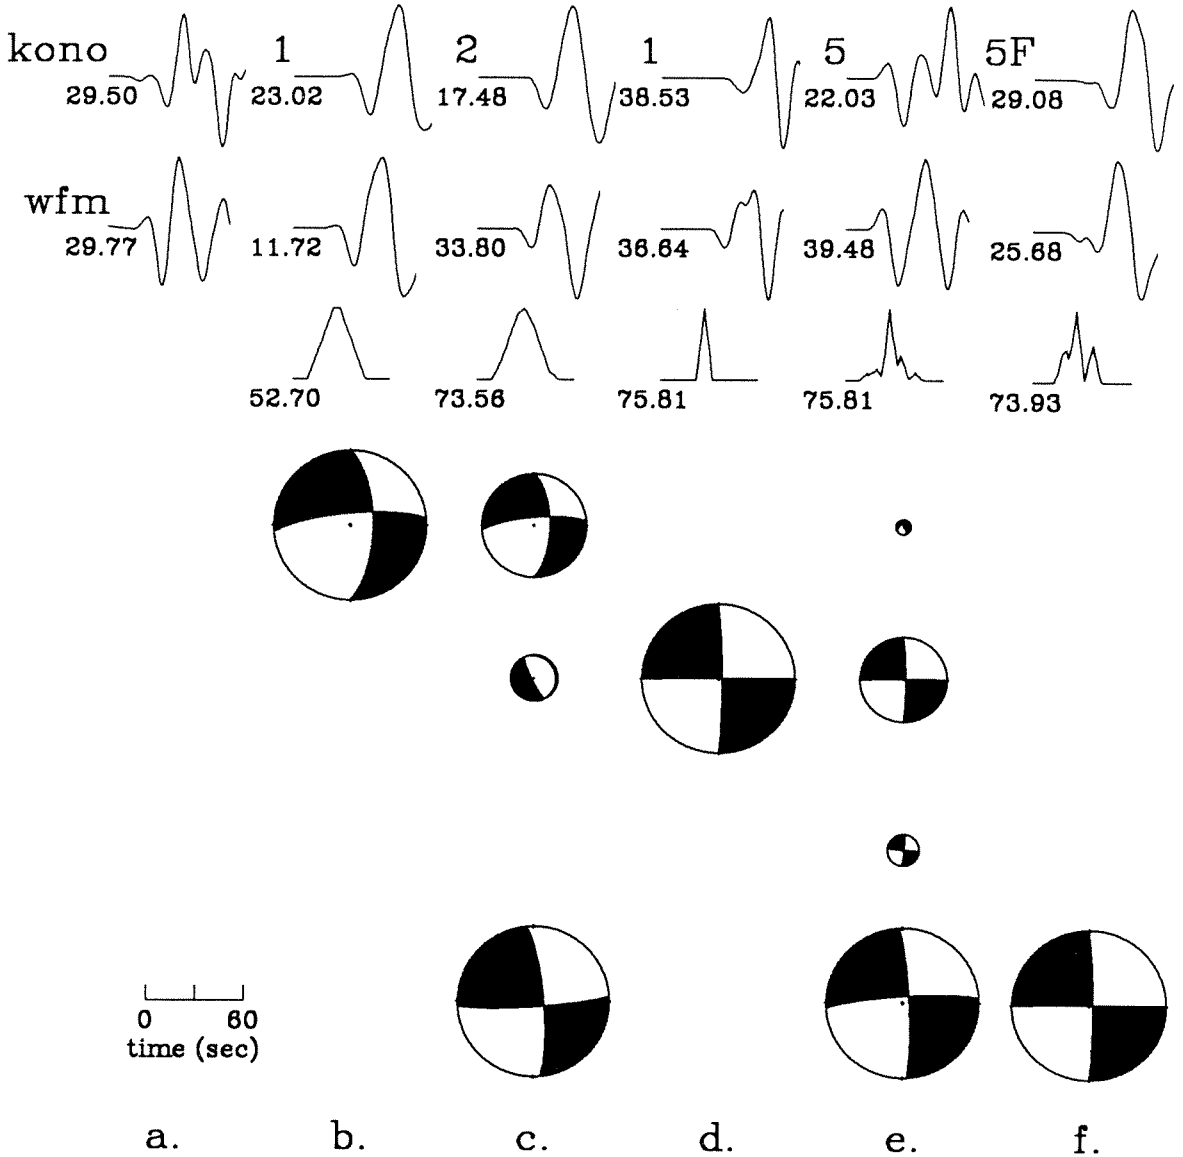 kono 1 2 1 5 5F
29.50 23.02 17.48 38.53 22.03 29.08
wfm
29.77 11.72 33.80 36.64 39.48 25.68
52.70 73.56 75.81 75.81 73.93
0 60
time (sec)
a. b. c. d. e. f.